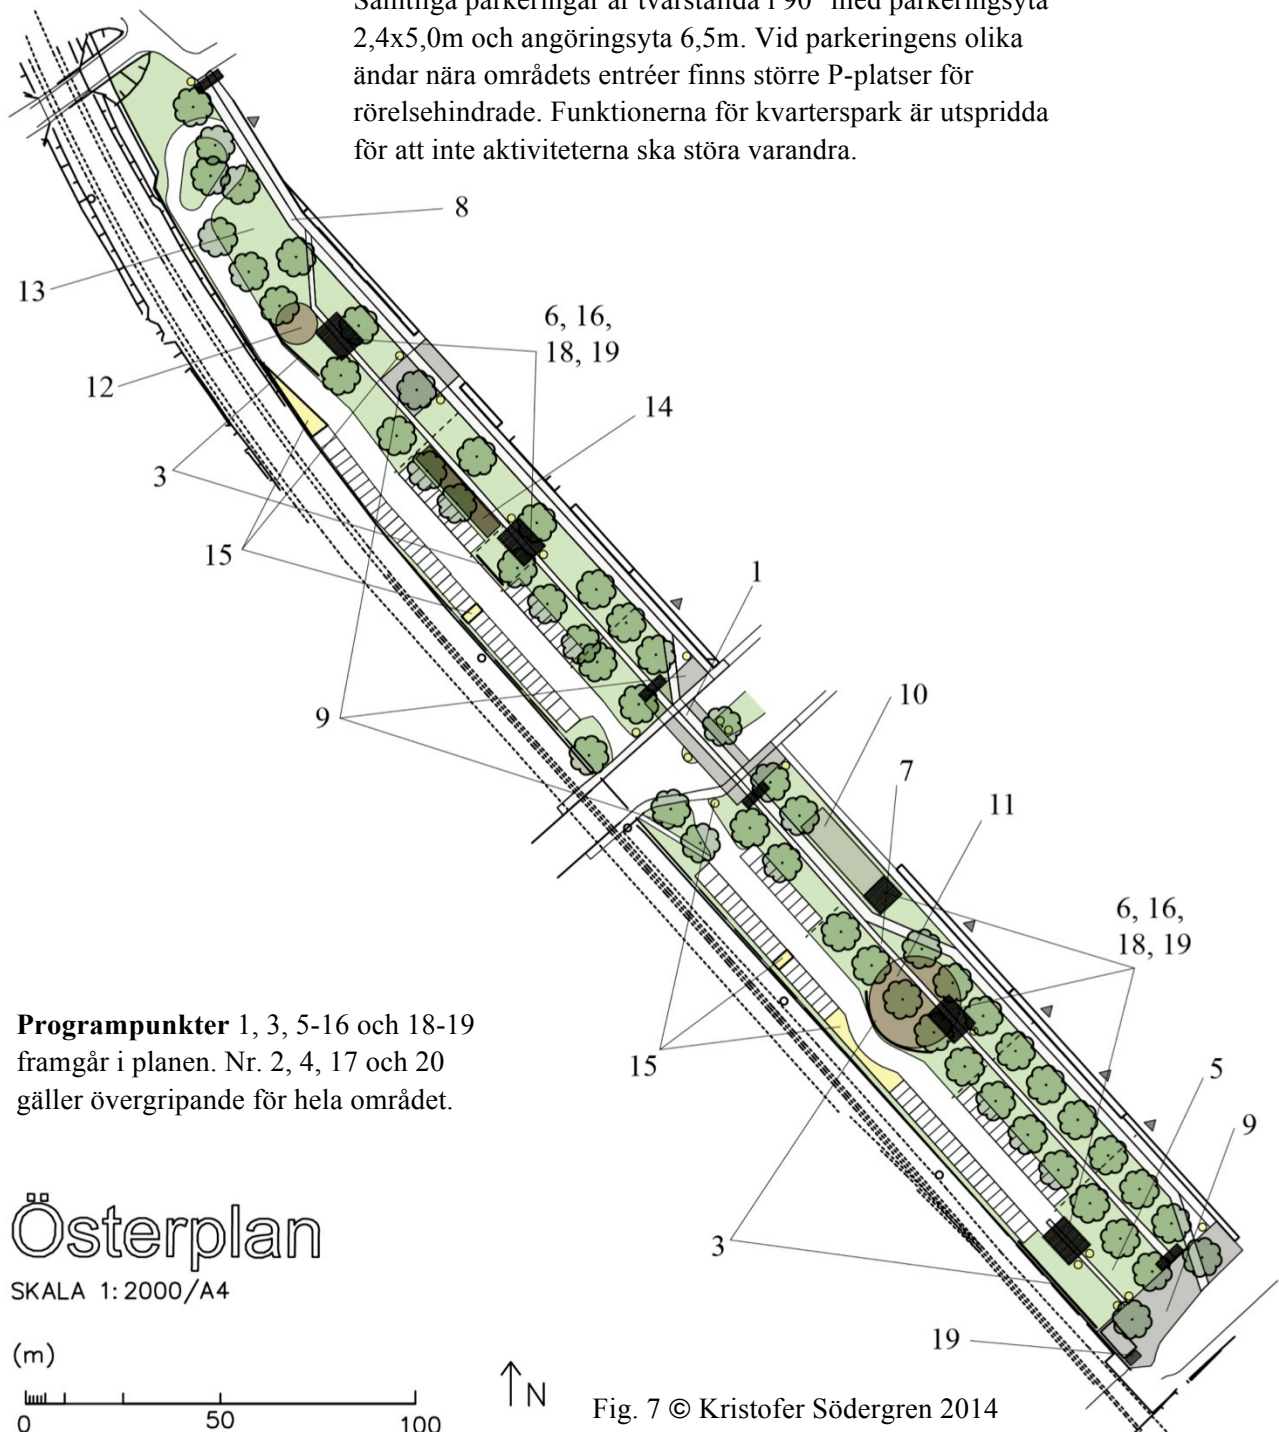 Samtliga parkeringar är tvärställda i 90° med parkeringsyta
2,4x5,0m och angöringsyta 6,5m. Vid parkeringens olika
ändar nära områdets entréer finns större P-platser för
rörelsehindrade. Funktionerna för kvarterspark är utspridda
för att inte aktiviteterna ska störa varandra.
8
13
6, 16,
18, 19
12
14
3
15
1
9
10
7
11
6, 16,
18, 19
Programpunkter 1, 3, 5-16 och 18-19
framgår i planen. Nr. 2, 4, 17 och 20
gäller övergripande för hela området.
15
5
9
3
Österplan
SKALA 1:2000/A4
19
(m)
0 50 100
N
Fig. 7 © Kristofer Södergren 2014